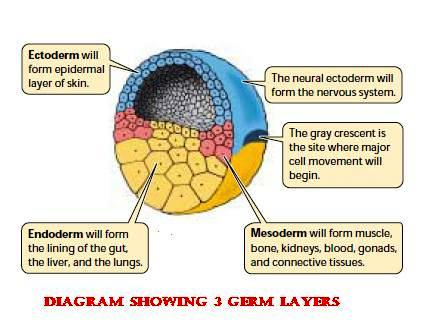 Ectoderm will
form epidermal
layer of skin.
The neural ectoderm will
form the nervous system.
The gray crescent is
the site where major
cell movement will
begin.
Endoderm will form
the lining of the gut,
the liver, and the lungs.
Mesoderm will form muscle,
bone, kidneys, blood, gonads,
and connective tissues.
DIAGRAM SHOWING 3 GERM LAYERS